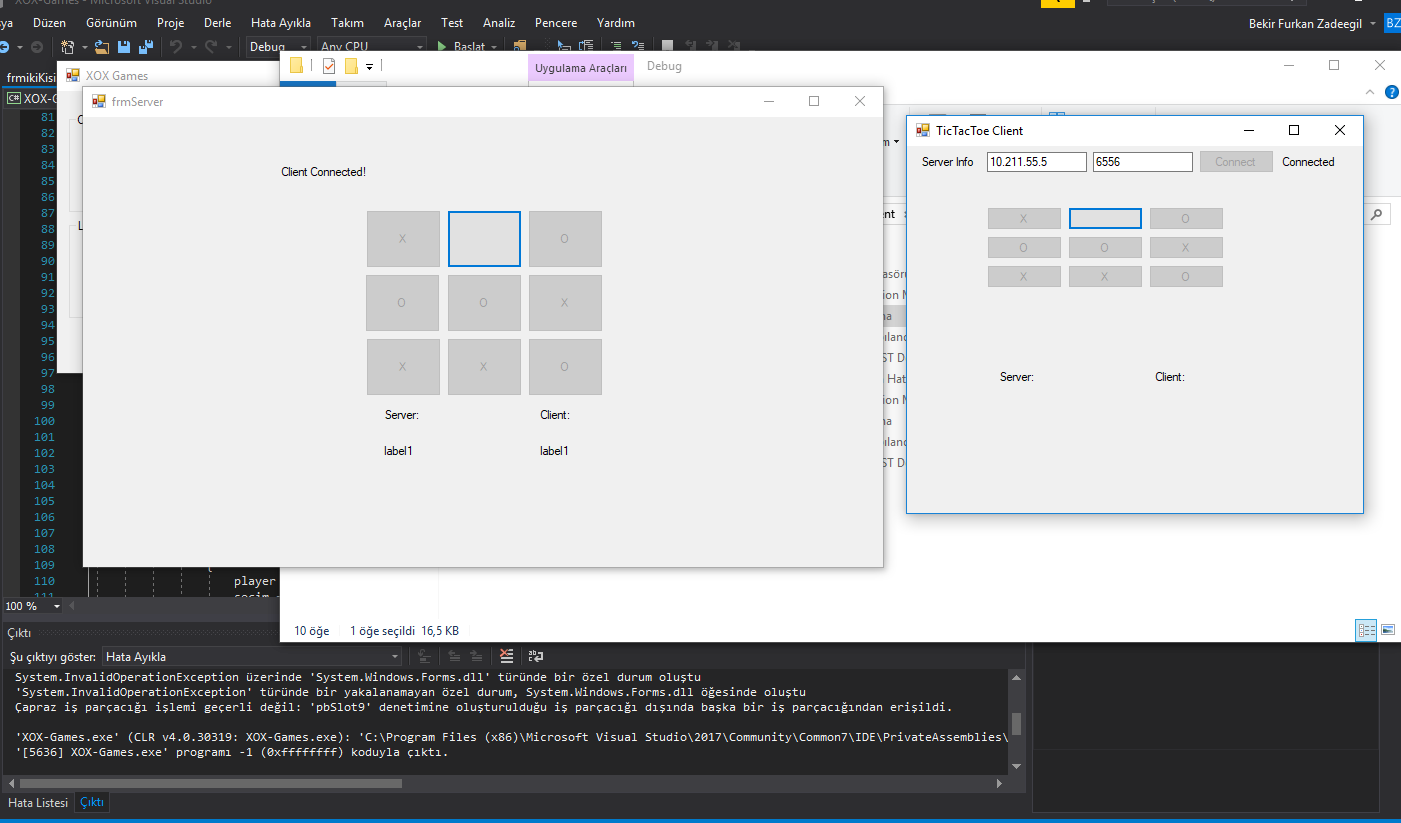 XOX-Games - Microsoft Visual Studio
Düzen Görünüm Proje Derle Hata Ayıkla Takım Araçlar Test Analiz Pencere Yardım
Bekir Furkan Zadeegil BZ
Debug Any CPU Başlat
frmikiKisi
XOX Games
Uygulama Araçları Debug
frmServer
Client Connected!
X O
O O X
X X O
Server: Client:
label1 label1
TicTacToe Client
Server Info 10.211.55.5 6556 Connect Connected
X O
O O X
X X O
Server: Client:
81
82
83
84
85
86
87
88
89
90
91
92
93
94
95
96
97
98
99
100
101
102
103
104
105
106
107
108
109
110 player
111
100 %
10 öğe 1 öğe seçildi 16,5 KB
Çıktı
Şu çıktıyı göster: Hata Ayıkla
System.InvalidOperationException üzerinde 'System.Windows.Forms.dll' türünde bir özel durum oluştu
'System.InvalidOperationException' türünde bir yakalanamayan özel durum, System.Windows.Forms.dll öğesinde oluştu
Çapraz iş parçacığı işlemi geçerli değil: 'pbSlot9' denetimine oluşturulduğu iş parçacığı dışında başka bir iş parçacığından erişildi.
'XOX-Games.exe' (CLR v4.0.30319: XOX-Games.exe): 'C:\Program Files (x86)\Microsoft Visual Studio\2017\Community\Common7\IDE\PrivateAssemblies\
'[5636] XOX-Games.exe' programı -1 (0xffffffff) koduyla çıktı.
Hata Listesi Çıktı